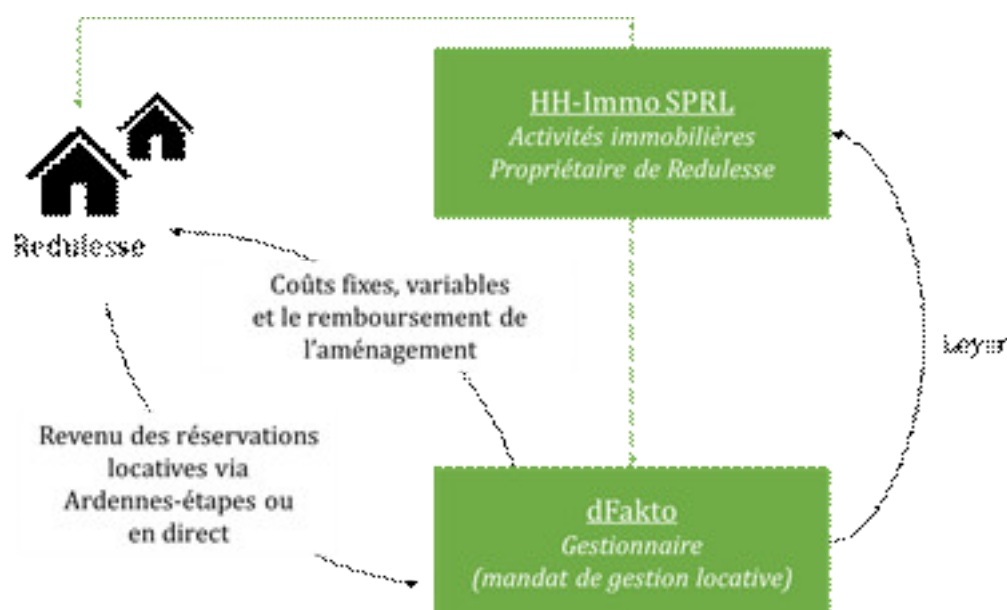 HH-Immo SPRL
Activités immobilières
Propriétaire de Redulesse
Redulesse
Coûts fixes, variables
et le remboursement de
l'aménagement
Loyer
Revenu des réservations
locatives via
Ardennes-étapes ou
en direct
dFakto
Gestionnaire
(mandat de gestion locative)